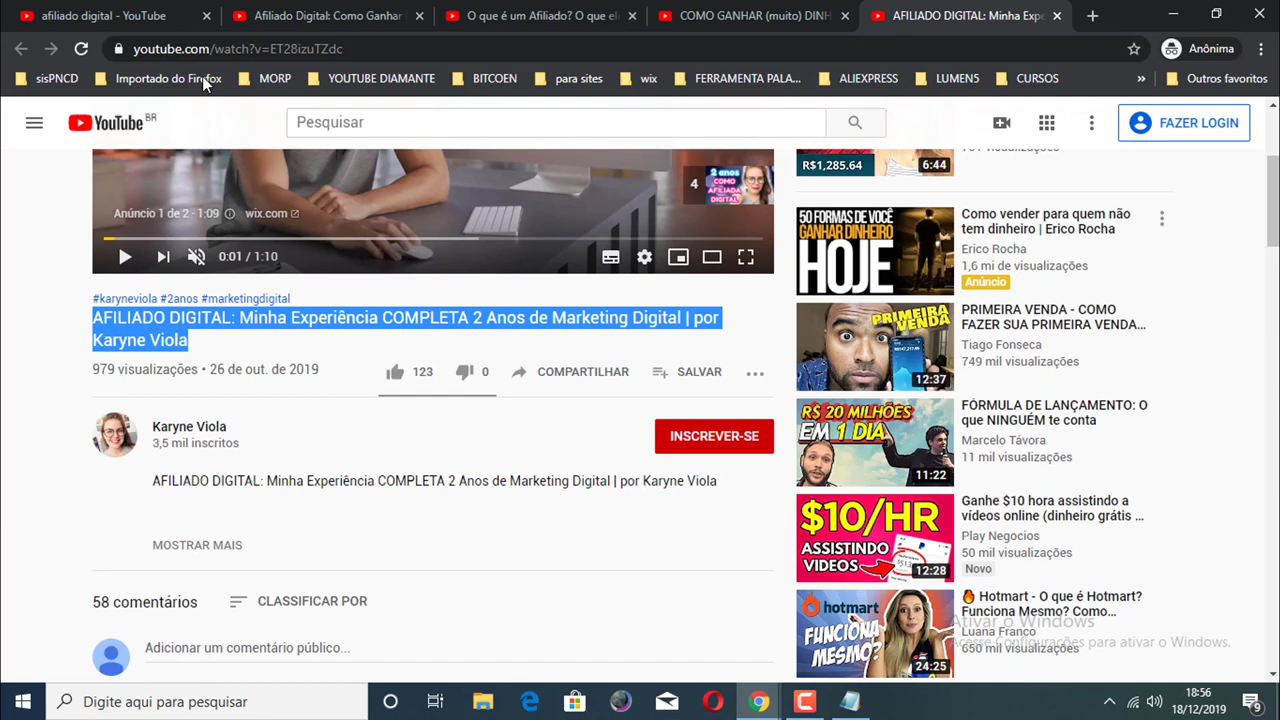 afiliado digital - YouTube
Afiliado Digital: Como Ganhar
O que é um Afiliado? O que el
COMO GANHAR (muito) DINH
AFILIADO DIGITAL: Minha Expe
youtube.com/watch?v=ET28izuTZdc
Anônima
sisPNCD
Importado do Firefox
MORP
YOUTUBE DIAMANTE
BITCOEN
para sites
wix
FERRAMENTA PALA...
ALIEXPRESS
LUMEN5
CURSOS
»
Outros favoritos
YouTube BR
Pesquisar
FAZER LOGIN
4
2 anos
COMO
AFILIADA
DIGITAL
Anúncio 1 de 2 · 1:09
wix.com
0:01 / 1:10
#karyneviola #2anos #marketingdigital
AFILIADO DIGITAL: Minha Experiência COMPLETA 2 Anos de Marketing Digital | por
Karyne Viola
979 visualizações • 26 de out. de 2019
123
0
COMPARTILHAR
SALVAR
Karyne Viola
3,5 mil inscritos
INSCREVER-SE
AFILIADO DIGITAL: Minha Experiência COMPLETA 2 Anos de Marketing Digital | por Karyne Viola
MOSTRAR MAIS
58 comentários
CLASSIFICAR POR
Adicionar um comentário público...
R$1,285.64
6:44
50 FORMAS DE VOCÊ
GANHAR DINHEIRO
HOJE
Como vender para quem não
tem dinheiro | Erico Rocha
Erico Rocha
1,6 mi de visualizações
Anúncio
PRIMEIRA
VENDA
12:37
PRIMEIRA VENDA - COMO
FAZER SUA PRIMEIRA VENDA...
Tiago Fonseca
749 mil visualizações
R$ 20 MILHÕES
EM 1 DIA
11:22
FÓRMULA DE LANÇAMENTO: O
que NINGUÉM te conta
Marcelo Távora
11 mil visualizações
$10/HR
ASSISTINDO
VIDEOS
12:28
Ganhe $10 hora assistindo a
vídeos online (dinheiro grátis ...
Play Negocios
50 mil visualizações
Novo
hotmart
FUNCIONA
MESMO?
24:25
🔥 Hotmart - O que é Hotmart?
Funciona Mesmo? Como...
Luana Franco
650 mil visualizações
Ativar o Windows
Acesse Configurações para ativar o Windows.
Digite aqui para pesquisar
18:56
18/12/2019
9